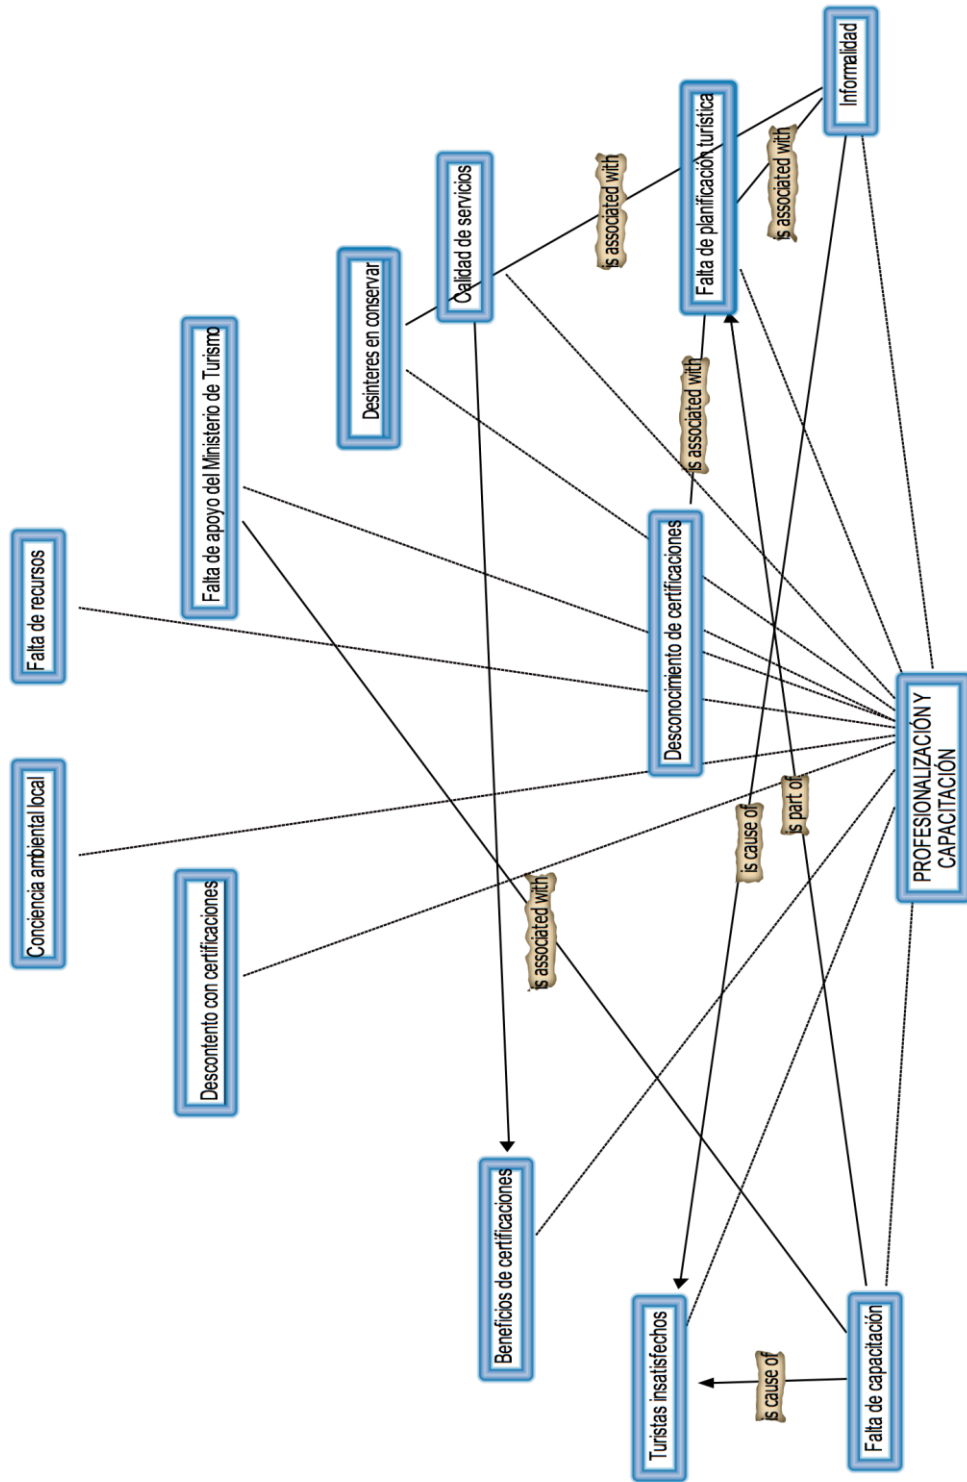 Conciencia ambiental local
Falta de recursos
Descontento con certificaciones
Falta de apoyo del Ministerio de Turismo
Desinteres en conservar
Calidad de servicios
Beneficios de certificaciones
is associated with
is associated with
Turistas insatisfechos
Desconocimiento de certificaciones
is associated with
Falta de planificación turística
is cause of
is cause of
is part of
is associated with
Falta de capacitación
Informalidad
PROFESIONALIZACIÓN Y
CAPACITACIÓN